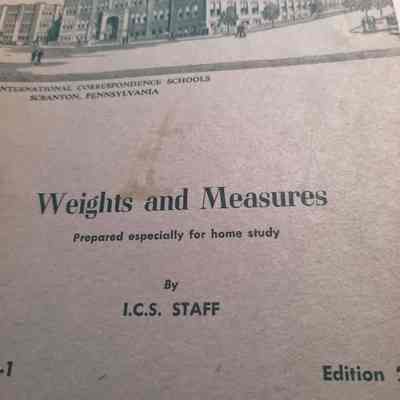 INTERNATIONAL CORRESPONDENCE SCHOOLS
SCRANTON, PENNSYLVANIA
Weights and Measures
Prepared especially for home study
By
I.C.S. STAFF
-1
Edition